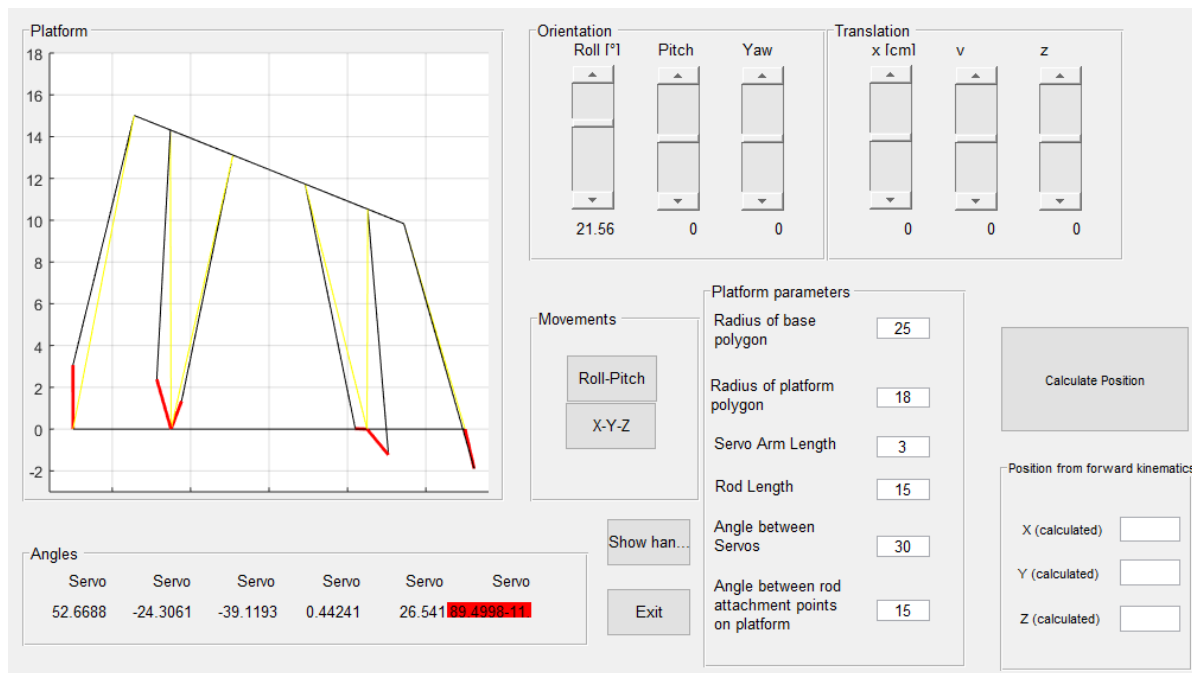 Platform
18
16
14
12
10
8
6
4
2
0
-2
Orientation
Roll [°] Pitch Yaw
21.56 0 0
Translation
x [cm] y z
0 0 0
Movements
Roll-Pitch
X-Y-Z
Platform parameters
Radius of base
polygon
25
Radius of platform
polygon
18
Servo Arm Length
3
Rod Length
15
Angle between
Servos
30
Angle between rod
attachment points
on platform
15
Calculate Position
Position from forward kinematics
X (calculated)
Y (calculated)
Z (calculated)
Show han...
Exit
Angles
Servo Servo Servo Servo Servo Servo
52.6688 -24.3061 -39.1193 0.44241 26.541 89.4998-11